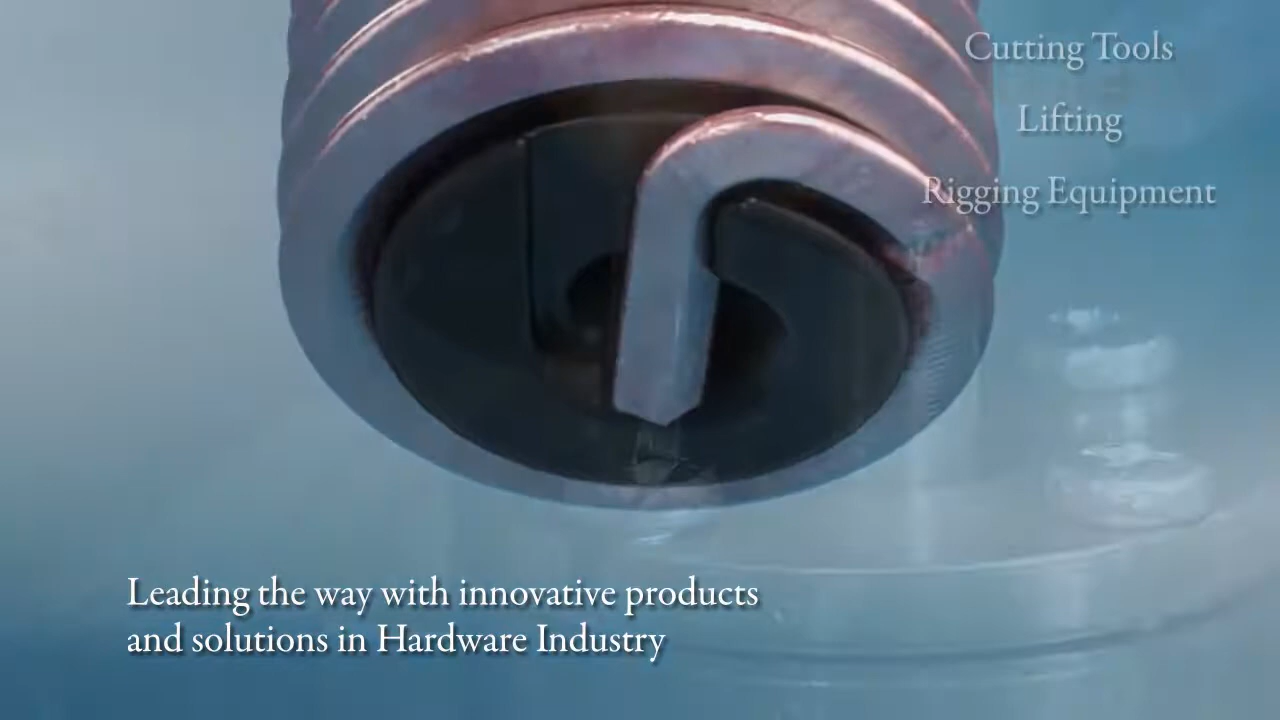 Cutting Tools
Lifting
Rigging Equipment
Leading the way with innovative products
and solutions in Hardware Industry